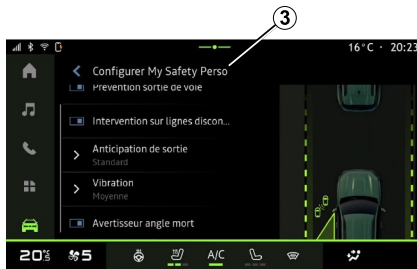 3
16°C · 20:23
Configurer My Safety Perso
Prévention sortie de voie
Intervention sur lignes discon...
Anticipation de sortie
Standard
Vibration
Moyenne
Avertisseur angle mort
20°5 5 A/C